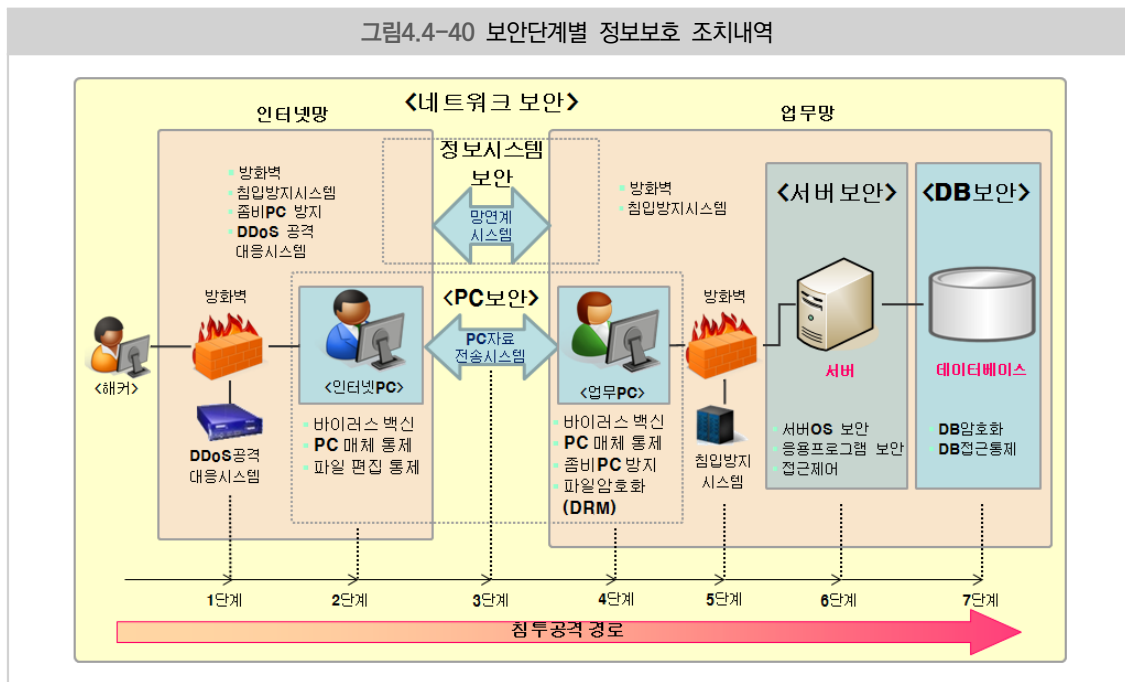 그림4.4-40 보안단계별 정보보호 조치내역
<네트워크 보안>
인터넷망
업무망
정보시스템
보안
방화벽
침입방지시스템
좀비PC 방지
DDoS 공격
대응시스템
망연계
시스템
방화벽
침입방지시스템
<서버 보안>
<DB보안>
방화벽
<PC보안>
방화벽
PC자료
전송시스템
<해커>
<인터넷PC>
<업무PC>
서버
데이터베이스
DDoS공격
대응시스템
바이러스 백신
PC 매체 통제
파일 편집 통제
바이러스 백신
PC 매체 통제
좀비PC 방지
파일암호화
(DRM)
침입방지
시스템
서버OS 보안
응용프로그램 보안
접근제어
DB암호화
DB접근통제
1단계
2단계
3단계
4단계
5단계
6단계
7단계
침투공격 경로